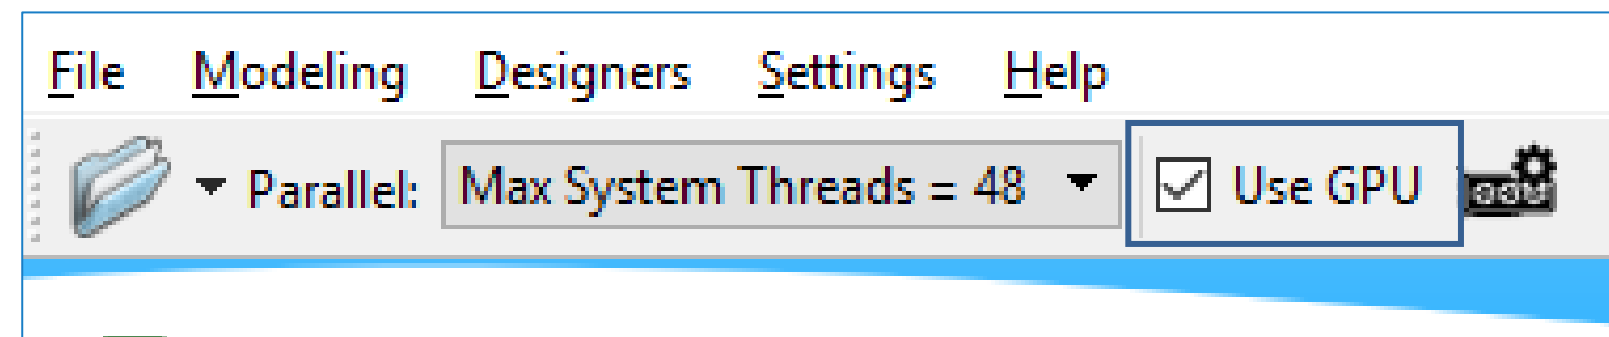 File Modeling Designers Settings Help
Parallel: Max System Threads = 48 Use GPU